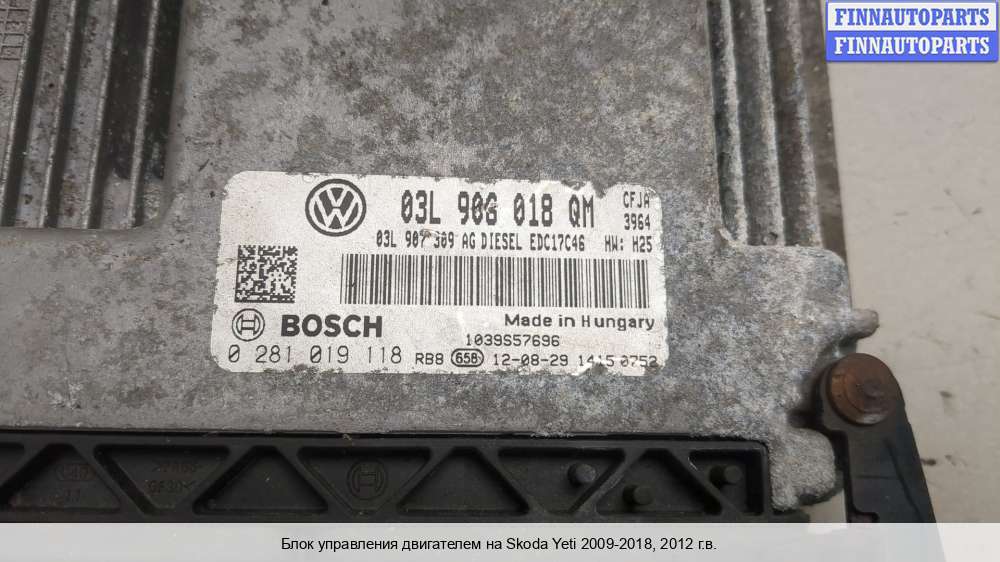 FINNAUTOPARTS
FINNAUTOPARTS
03L 906 018 QM
CFJA
3964
03L 907 309 AG DIESEL EDC17C46 HW: H25
BOSCH
Made in Hungary
1039S57696
0 281 019 118 RB8 658 12-08-29 1415 0752
Блок управления двигателем на Skoda Yeti 2009-2018, 2012 г.в.